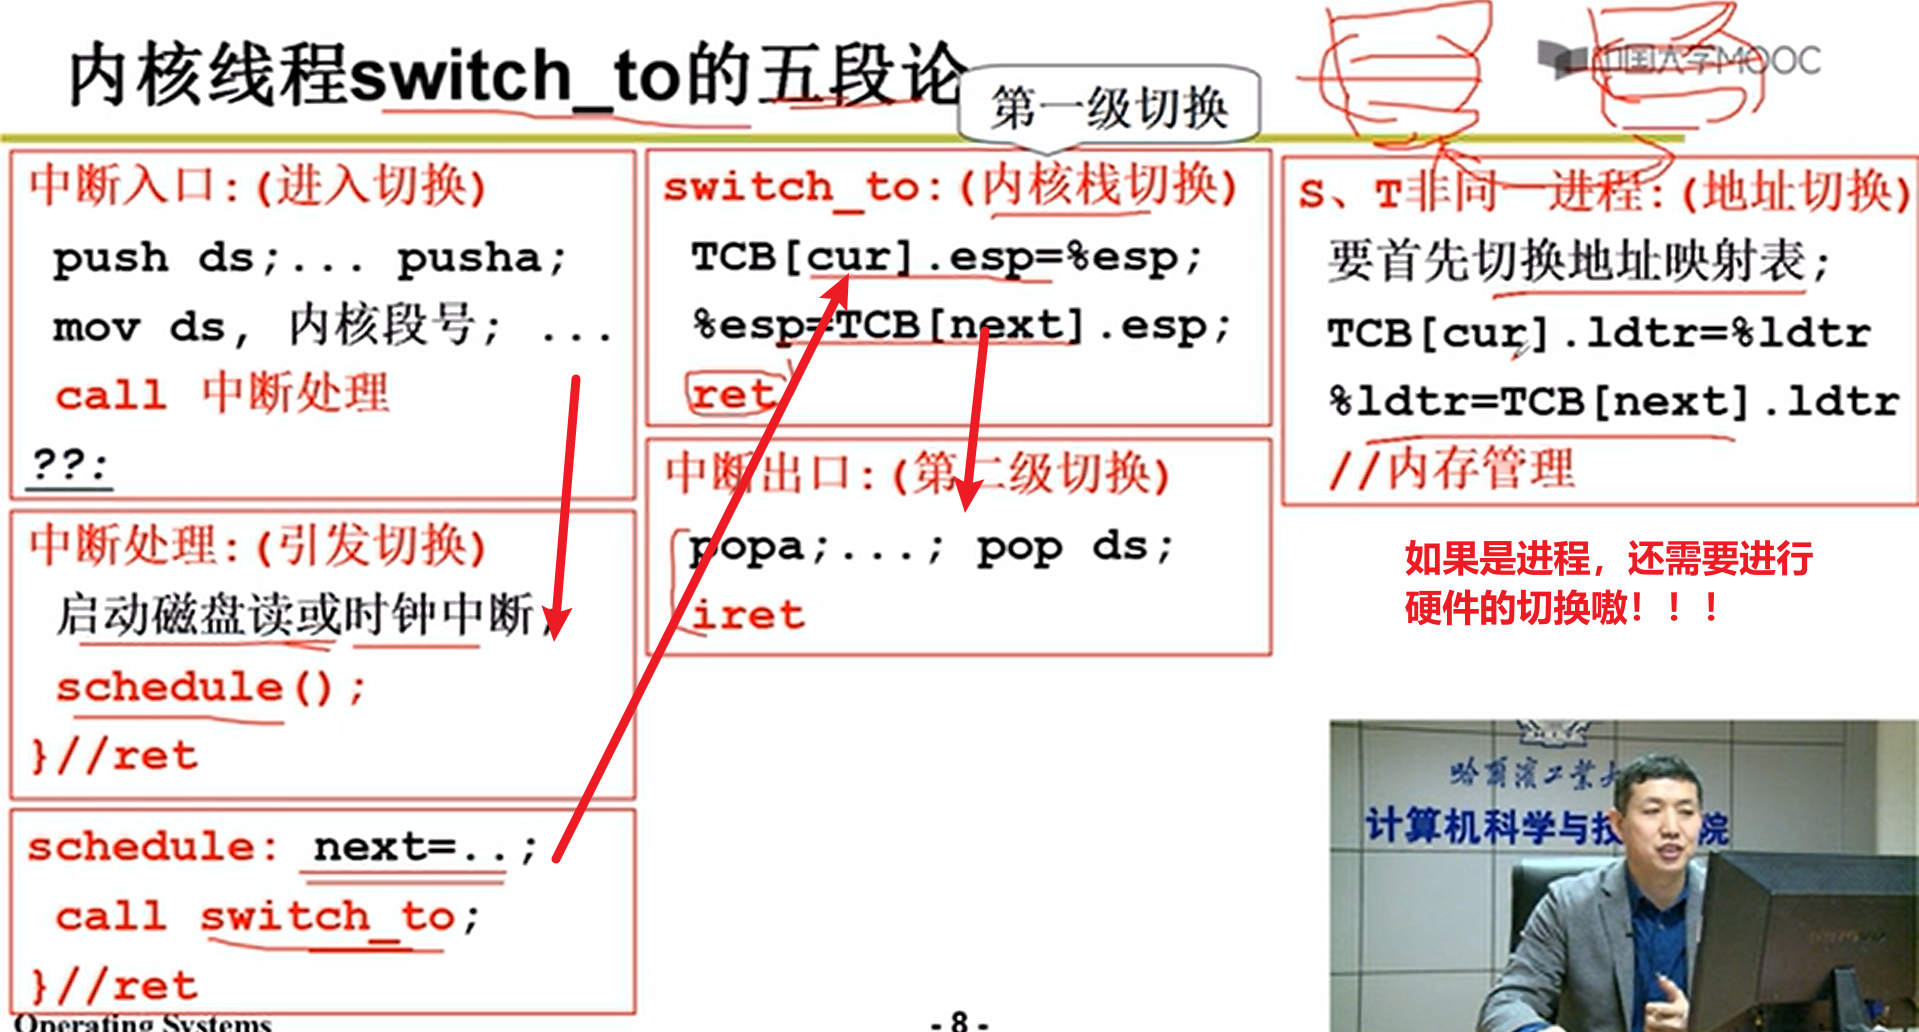 内核线程switch_to的五段论
第一级切换
中国大学MOOC
中断入口:(进入切换)
push ds;... pusha;
mov ds, 内核段号; ...
call 中断处理
??:
中断处理:(引发切换)
启动磁盘读或时钟中断;
schedule();
}//ret
schedule: next=..;
call switch_to;
}//ret
switch_to:(内核栈切换)
TCB[cur].esp=%esp;
%esp=TCB[next].esp;
ret
中断出口:(第二级切换)
popa;...; pop ds;
iret
S、T非同一进程:(地址切换)
要首先切换地址映射表;
TCB[cur].ldtr=%ldtr
%ldtr=TCB[next].ldtr
//内存管理
如果是进程，还需要进行
硬件的切换嗷！！！
哈尔滨工业大
计算机科学与技 院
Operating Systems
- 8 -